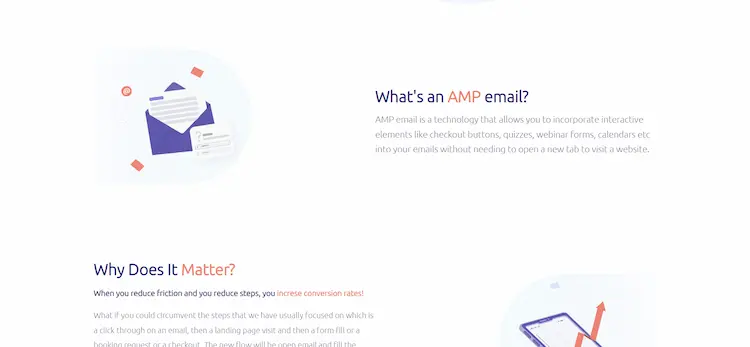 What's an AMP email?
AMP email is a technology that allows you to incorporate interactive
elements like checkout buttons, quizzes, webinar forms, calendars etc
into your emails without needing to open a new tab to visit a website.
Why Does It Matter?
When you reduce friction and you reduce steps, you increse conversion rates!
What if you could circumvent the steps that we have usually focused on which is
a click through on an email, then a landing page visit and then a form fill or a
booking request or a checkout. The new flow will be open email and fill the